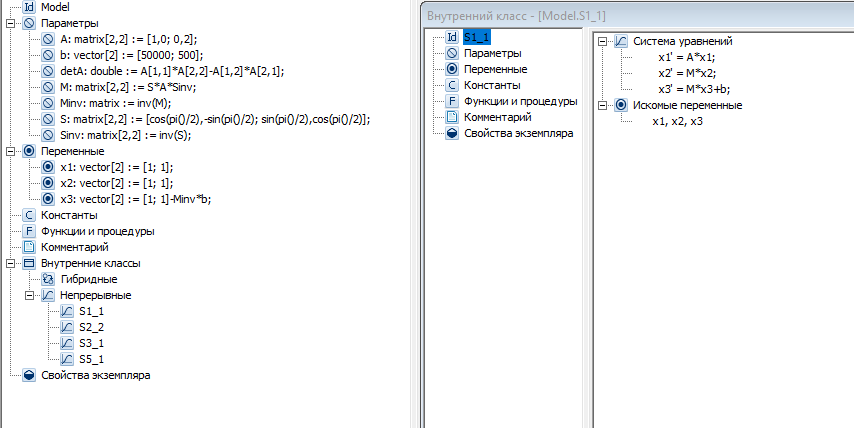 Model
Параметры
A: matrix[2,2] := [1,0; 0,2];
b: vector[2] := [50000; 500];
detA: double := A[1,1]*A[2,2]-A[1,2]*A[2,1];
M: matrix[2,2] := S*A*Sinv;
Minv: matrix := inv(M);
S: matrix[2,2] := [cos(pi()/2),-sin(pi()/2); sin(pi()/2),cos(pi()/2)];
Sinv: matrix[2,2] := inv(S);
Переменные
x1: vector[2] := [1; 1];
x2: vector[2] := [1; 1];
x3: vector[2] := [1; 1]-Minv*b;
Константы
Функции и процедуры
Комментарий
Внутренние классы
Гибридные
Непрерывные
S1_1
S2_2
S3_1
S5_1
Свойства экземпляра
Внутренний класс - [Model.S1_1]
S1_1
Параметры
Переменные
Константы
Функции и процедуры
Комментарий
Свойства экземпляра
Система уравнений
x1' = A*x1;
x2' = M*x2;
x3' = M*x3+b;
Искомые переменные
x1, x2, x3